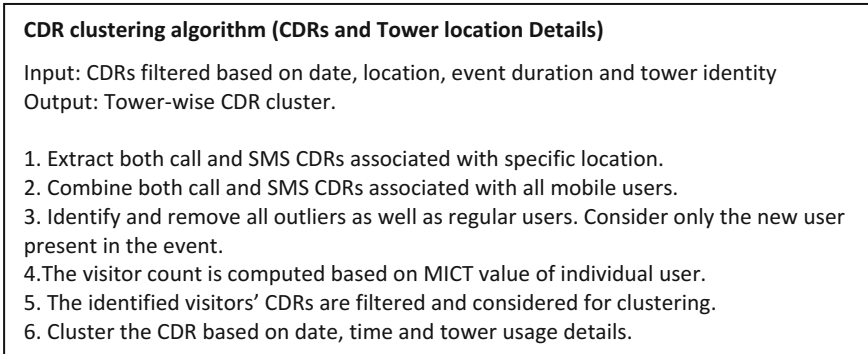 CDR clustering algorithm (CDRs and Tower location Details)
Input: CDRs filtered based on date, location, event duration and tower identity
Output: Tower-wise CDR cluster.
1. Extract both call and SMS CDRs associated with specific location.
2. Combine both call and SMS CDRs associated with all mobile users.
3. Identify and remove all outliers as well as regular users. Consider only the new user
present in the event.
4.The visitor count is computed based on MICT value of individual user.
5. The identified visitors’ CDRs are filtered and considered for clustering.
6. Cluster the CDR based on date, time and tower usage details.